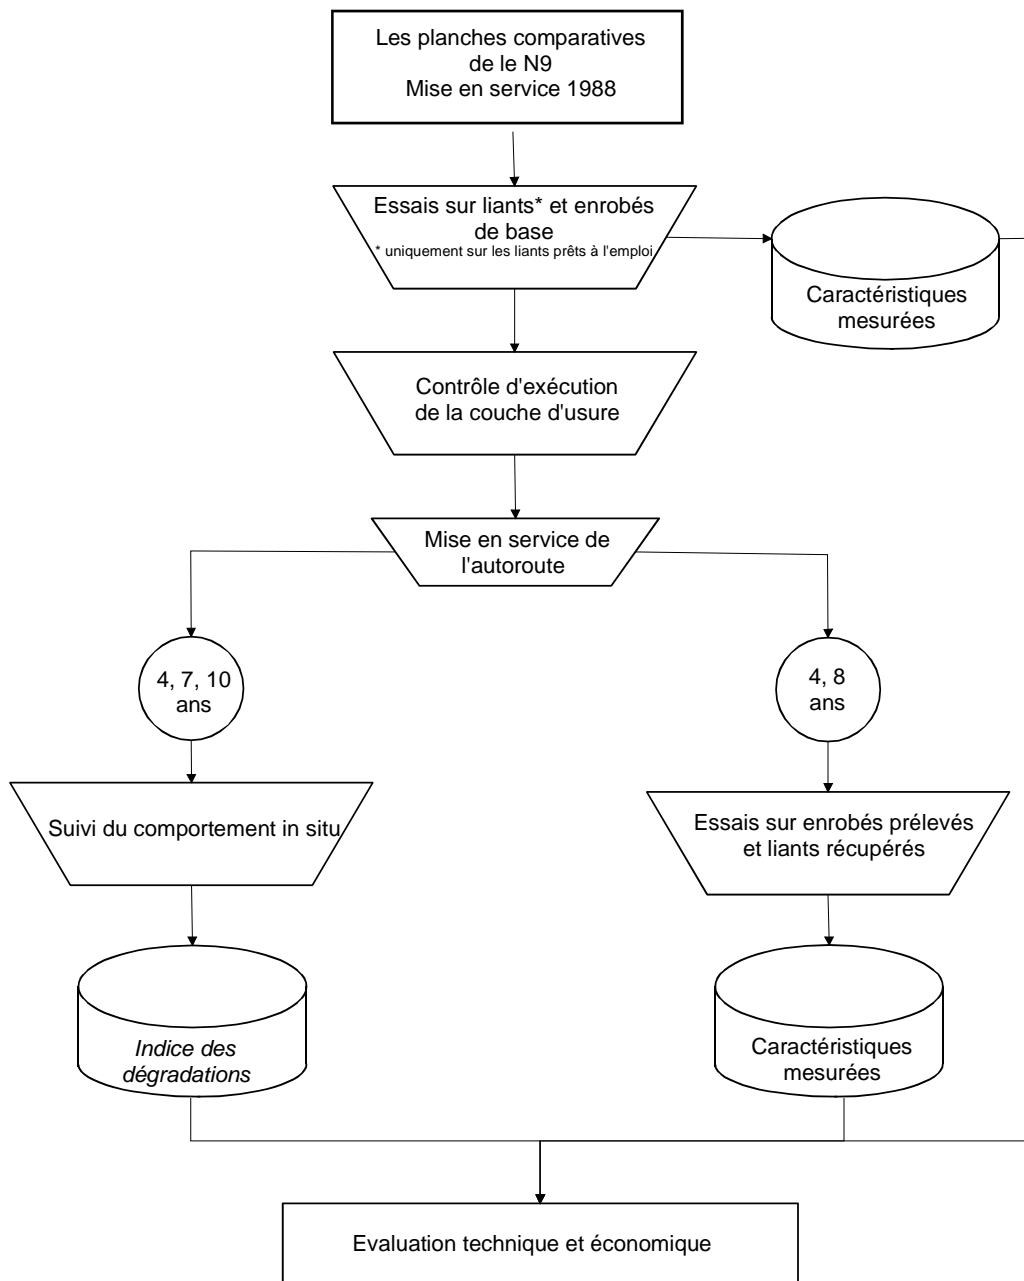 Les planches comparatives
de le N9
Mise en service 1988
Essais sur liants* et enrobés
de base
* uniquement sur les liants prêts à l'emploi
Caractéristiques
mesurées
Contrôle d'exécution
de la couche d'usure
Mise en service de
l'autoroute
4, 7, 10
ans
4, 8
ans
Suivi du comportement in situ
Essais sur enrobés prélevés
et liants récupérés
Indice des
dégradations
Caractéristiques
mesurées
Evaluation technique et économique